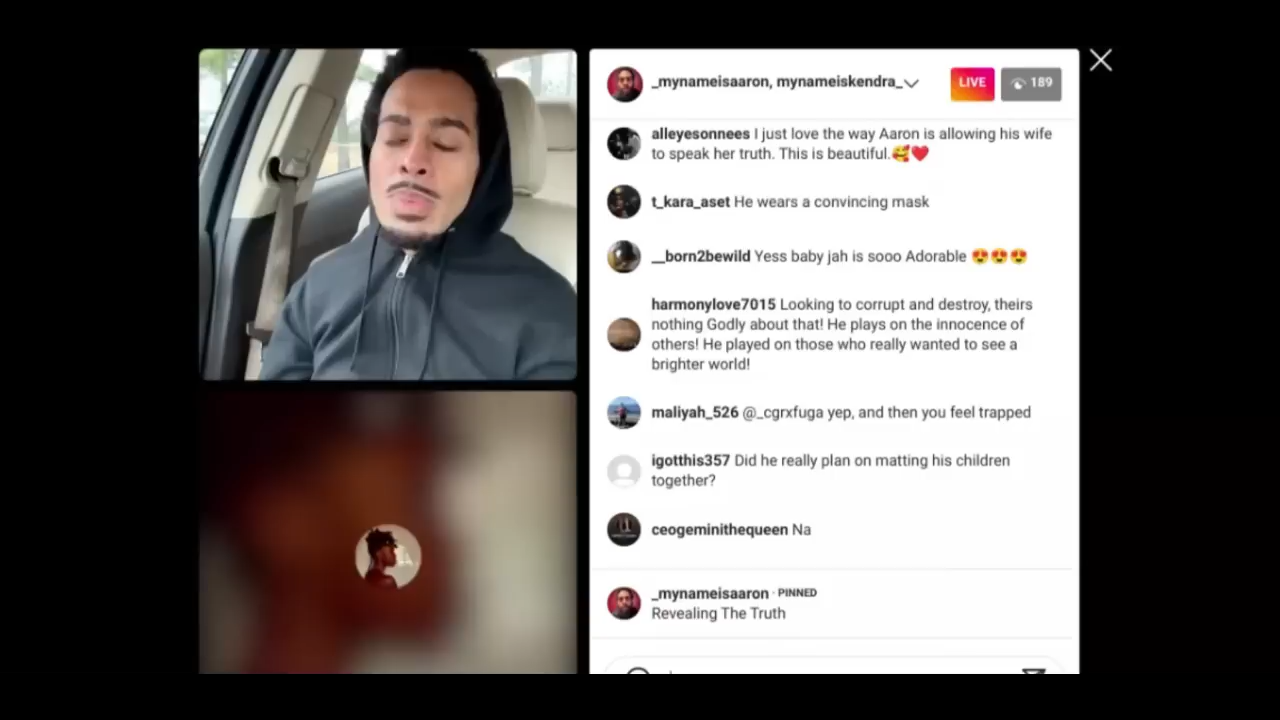 _mynameisaaron, mynameiskendra_
LIVE
189
alleyesonnees I just love the way Aaron is allowing his wife
to speak her truth. This is beautiful.🥰❤️
t_kara_aset He wears a convincing mask
__born2bewild Yess baby jah is sooo Adorable 😍😍😍
harmonylove7015 Looking to corrupt and destroy, theirs
nothing Godly about that! He plays on the innocence of
others! He played on those who really wanted to see a
brighter world!
maliyah_526 @_cgrxfuga yep, and then you feel trapped
igotthis357 Did he really plan on matting his children
together?
ceogeminithequeen Na
_mynameisaaron · PINNED
Revealing The Truth